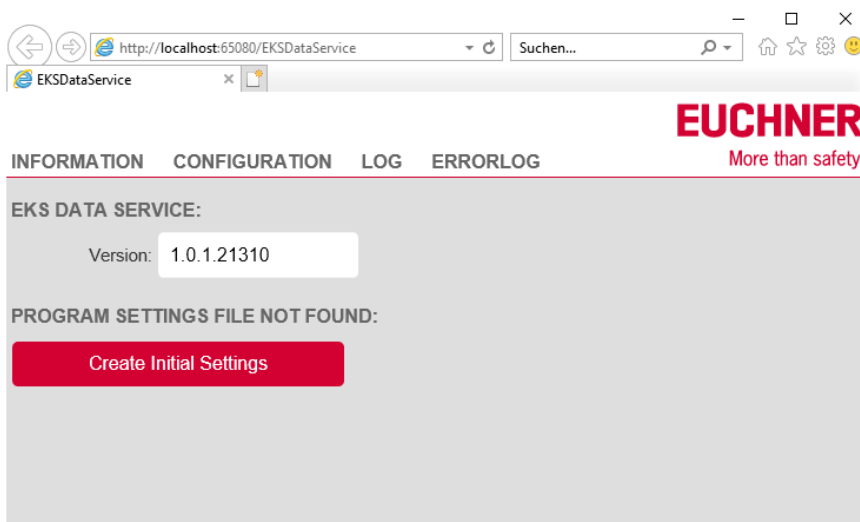 http://localhost:65080/EKSDataService
Suchen...
EKSDataService
EUCHNER
More than safety
INFORMATION CONFIGURATION LOG ERRORLOG
EKS DATA SERVICE:
Version: 1.0.1.21310
PROGRAM SETTINGS FILE NOT FOUND:
Create Initial Settings